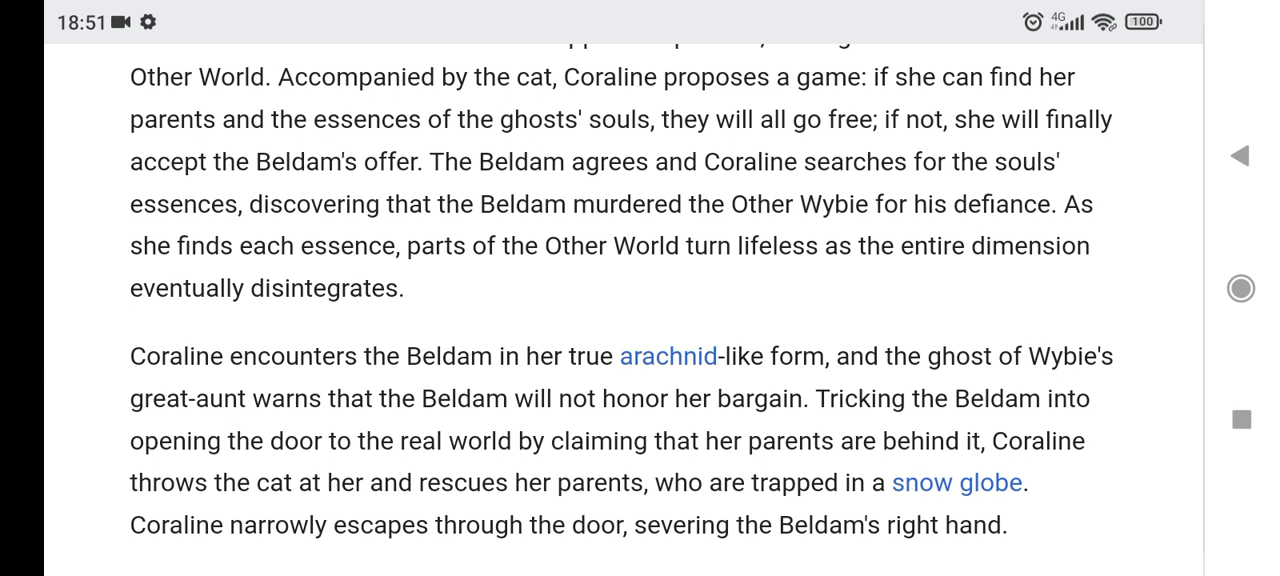 18:51
4G
100
Other World. Accompanied by the cat, Coraline proposes a game: if she can find her
parents and the essences of the ghosts' souls, they will all go free; if not, she will finally
accept the Beldam's offer. The Beldam agrees and Coraline searches for the souls'
essences, discovering that the Beldam murdered the Other Wybie for his defiance. As
she finds each essence, parts of the Other World turn lifeless as the entire dimension
eventually disintegrates.
Coraline encounters the Beldam in her true arachnid-like form, and the ghost of Wybie's
great-aunt warns that the Beldam will not honor her bargain. Tricking the Beldam into
opening the door to the real world by claiming that her parents are behind it, Coraline
throws the cat at her and rescues her parents, who are trapped in a snow globe.
Coraline narrowly escapes through the door, severing the Beldam's right hand.